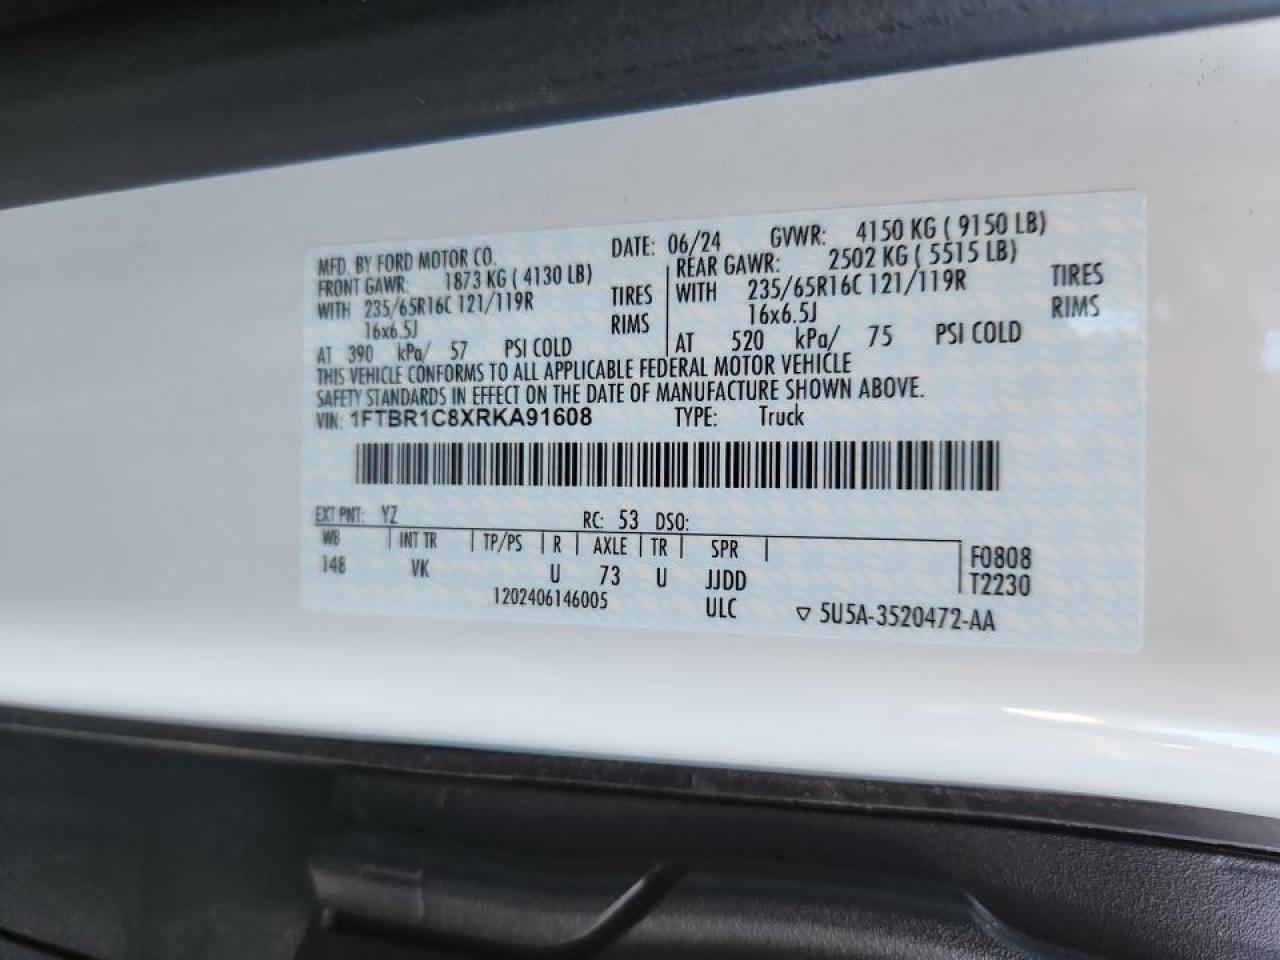 MFD. BY FORD MOTOR CO. DATE: 06/24 GVWR: 4150 KG ( 9150 LB)
FRONT GAWR: 1873 KG ( 4130 LB) REAR GAWR: 2502 KG ( 5515 LB)
WITH 235/65R16C 121/119R TIRES WITH 235/65R16C 121/119R TIRES
16x6.5J RIMS 16x6.5J RIMS
AT 390 kPa/ 57 PSI COLD AT 520 kPa/ 75 PSI COLD
THIS VEHICLE CONFORMS TO ALL APPLICABLE FEDERAL MOTOR VEHICLE
SAFETY STANDARDS IN EFFECT ON THE DATE OF MANUFACTURE SHOWN ABOVE.
VIN: 1FTBR1C8XRKA91608 TYPE: Truck
EXT PNT: YZ RC: 53 DSO:
WB INT TR TP/PS R AXLE TR SPR F0808
148 VK U 73 U JJDD T2230
1202406146005 ULC ▽ 5U5A-3520472-AA